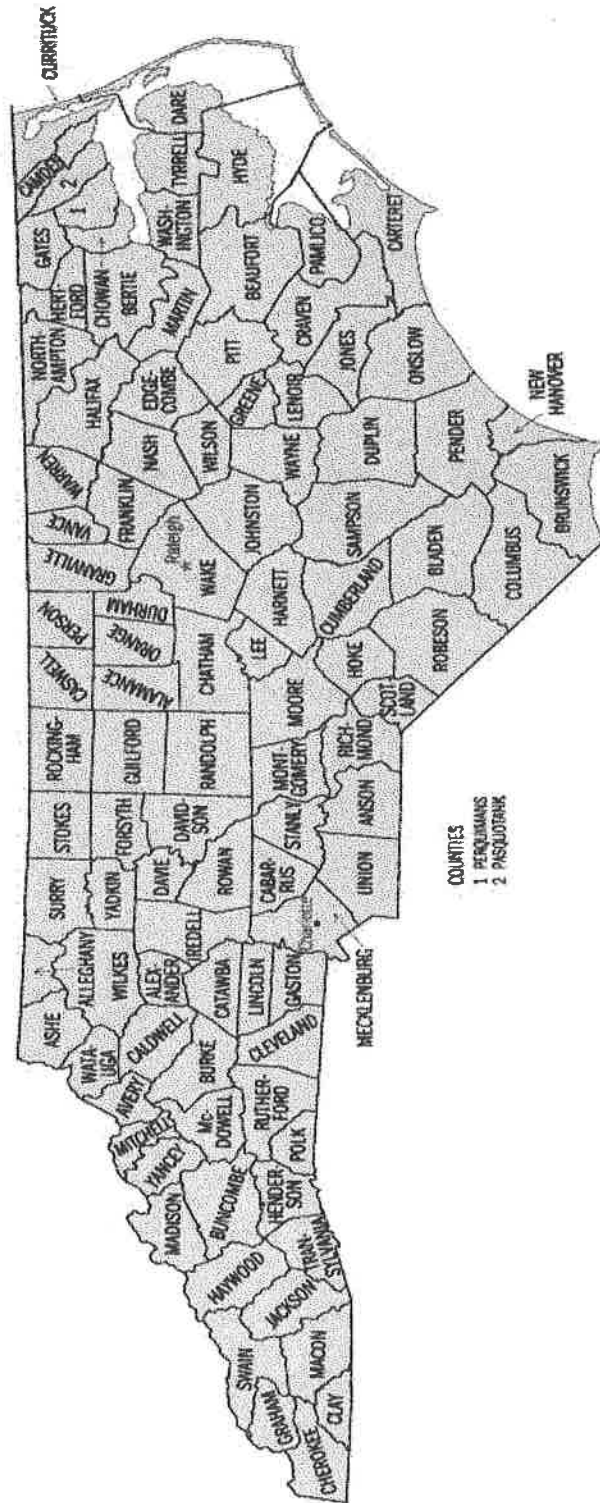 CURRITUCK
CAMDEN
2
1
GATES
HERT-
FORD
CHOWAN
NORTH-
AMPTON
BERTIE
HALIFAX
MARTIN
WASH-
INGTON
TYRRELL
DARE
HYDE
BEAUFORT
PAMLICO
CRAVEN
CARTERET
PITT
GREENE
LENOIR
JONES
ONSLOW
EDGE-
COMBE
WILSON
NASH
WARREN
VANCE
FRANKLIN
GRANVILLE
Raleigh
WAKE
JOHNSTON
WAYNE
DUPLIN
PENDER
NEW
HANOVER
BRUNSWICK
COLUMBUS
BLADEN
SAMPSON
CUMBERLAND
HARNETT
LEE
HOKE
ROBESON
SCOT-
LAND
RICH-
MOND
MOORE
MONT-
GOMERY
CHATHAM
DURHAM
ORANGE
ALAMANCE
PERSON
CASWELL
ROCKING-
HAM
GUILFORD
RANDOLPH
STOKES
FORSYTH
DAVID-
SON
STANLY
ANSON
UNION
CABAR-
RUS
ROWAN
DAVIE
YADKIN
SURRY
IREDELL
Charlotte
MECKLENBURG
ALLEGHANY
WILKES
ALEX-
ANDER
CATAWBA
LINCOLN
GASTON
CLEVELAND
ASHE
WATA-
UGA
CALDWELL
BURKE
AVERY
MITCHELL
YANCEY
Mc-
DOWELL
RUTHER-
FORD
POLK
MADISON
BUNCOMBE
HENDER
SON
HAYWOOD
TRAN-
SYLVANIA
JACKSON
SWAIN
MACON
GRAHAM
CLAY
CHEROKEE
COUNTIES
1 PERQUIMANS
2 PASQUOTANK